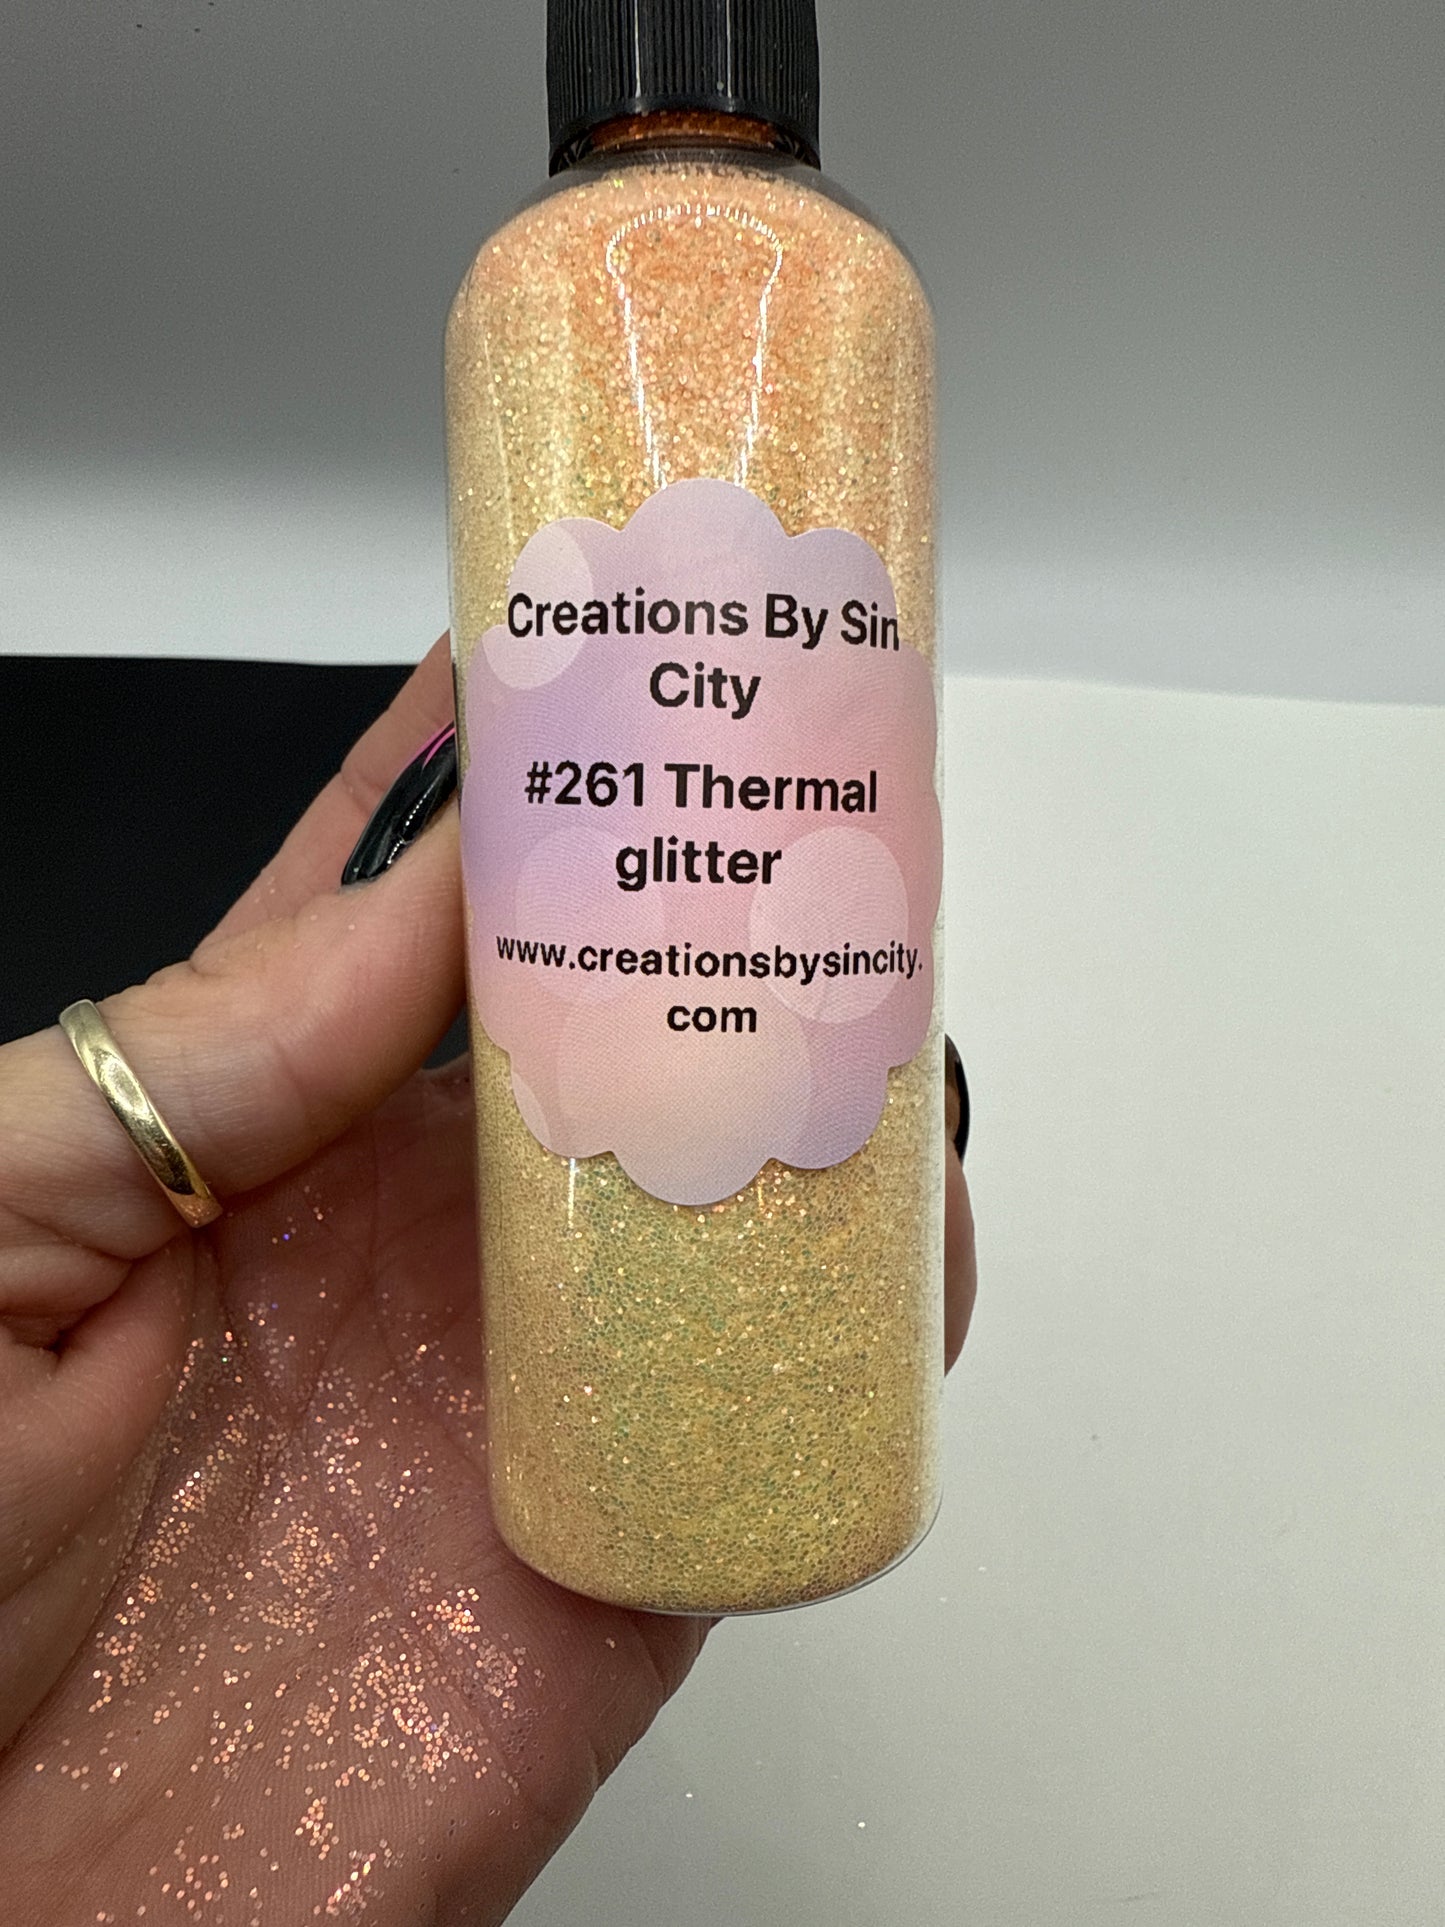 Creations By Sin
City
#261 Thermal
glitter
www.creationsbysincity.
com